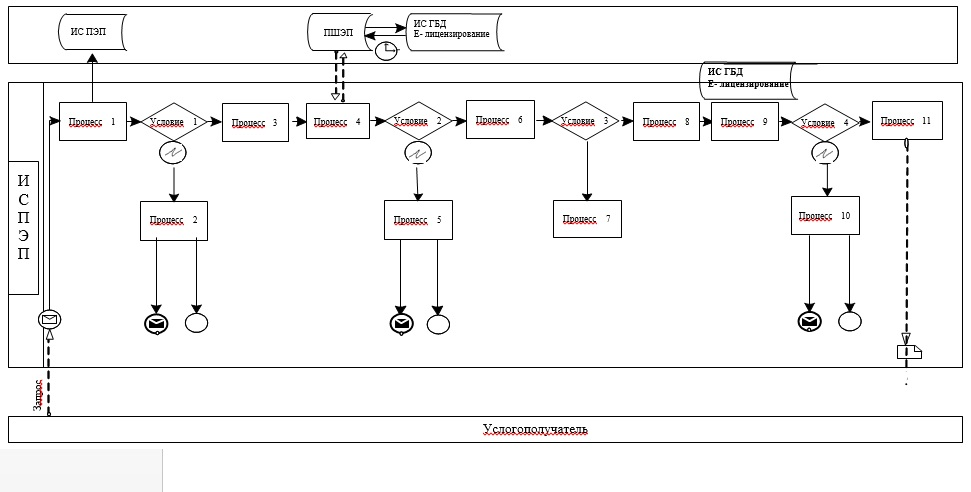 ИС ПЭП
ПШЭП
ИС ГБД
Е- лицензирование
ИС ГБД
Е- лицензирование
Процесс 1
Условие 1
Процесс 3
Процесс 4
Условие 2
Процесс 6
Условие 3
Процесс 8
Процесс 9
Условие 4
Процесс 11
И
С
П
Э
П
Процесс 2
Процесс 5
Процесс 7
Процесс 10
Запрос
Услогополучатель